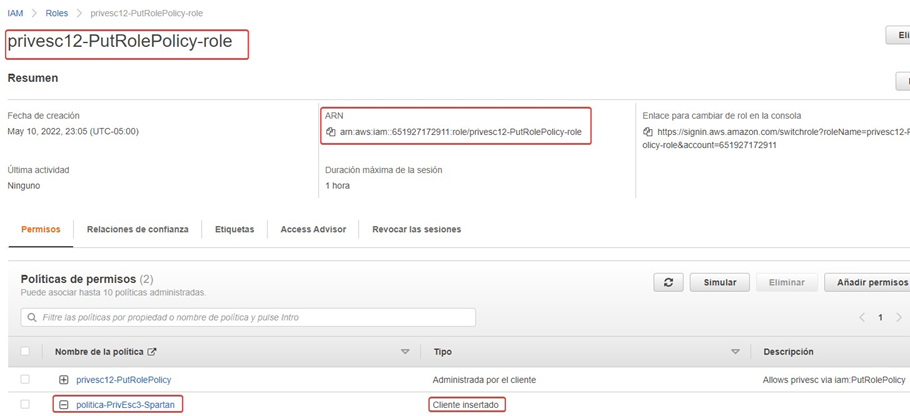 IAM > Roles > privesc12-PutRolePolicy-role
privesc12-PutRolePolicy-role
Eli
Resumen
Fecha de creación
May 10, 2022, 23:05 (UTC-05:00)
ARN
arn:aws:iam::651927172911:role/privesc12-PutRolePolicy-role
Enlace para cambiar de rol en la consola
https://signin.aws.amazon.com/switchrole?roleName=privesc12-P
olicy-role&account=651927172911
Última actividad
Ninguno
Duración máxima de la sesión
1 hora
Permisos Relaciones de confianza Etiquetas Access Advisor Revocar las sesiones
Políticas de permisos (2)
Puede asociar hasta 10 políticas administradas.
Simular Eliminar Añadir permisos
Filtre las políticas por propiedad o nombre de política y pulse Intro
1
Nombre de la política Tipo Descripción
privesc12-PutRolePolicy Administrada por el cliente Allows privesc via iam:PutRolePolicy
politica-PrivEsc3-Spartan Cliente insertado